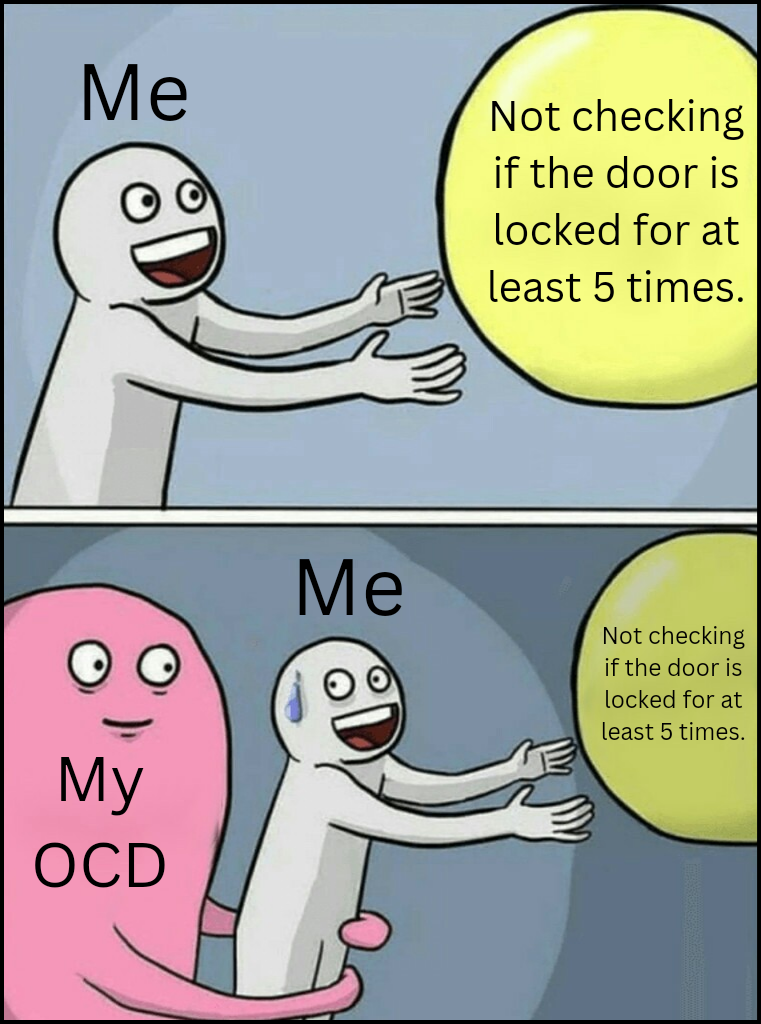 Me
Not checking
if the door is
locked for at
least 5 times.
Me
Not checking
if the door is
locked for at
least 5 times.
My
OCD